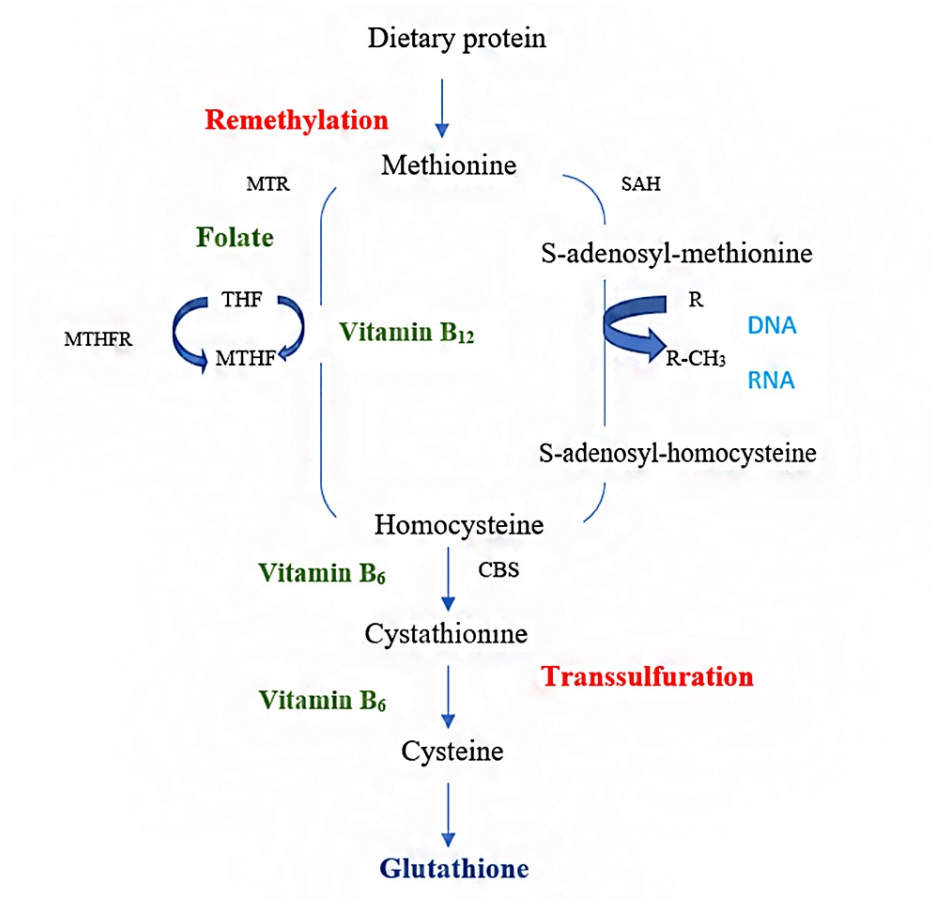 Dietary protein
Remethylation
Methionine
MTR
SAH
Folate
S-adenosyl-methionine
THF
R
MTHFR
Vitamin B₁₂
DNA
MTHF
R-CH₃
RNA
S-adenosyl-homocysteine
Homocysteine
Vitamin B₆
CBS
Cystathionine
Transsulfuration
Vitamin B₆
Cysteine
Glutathione